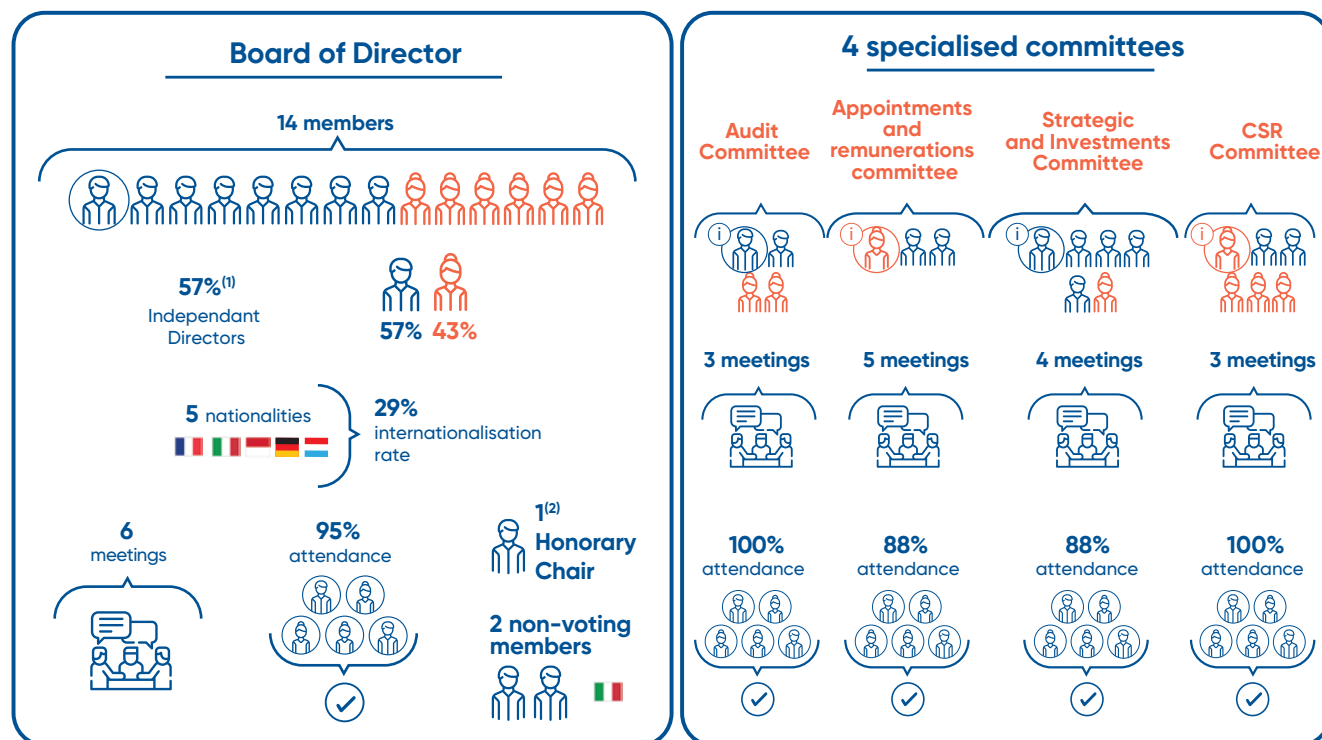 Board of Director
14 members
57%(1)
Independant
Directors
57% 43%
5 nationalities
29%
internationalisation
rate
6
meetings
95%
attendance
1(2)
Honorary
Chair
2 non-voting
members
4 specialised committees
Audit
Committee
Appointments
and
remunerations
committee
Strategic
and Investments
Committee
CSR
Committee
i
i
i
i
3 meetings
5 meetings
4 meetings
3 meetings
100%
attendance
88%
attendance
88%
attendance
100%
attendance